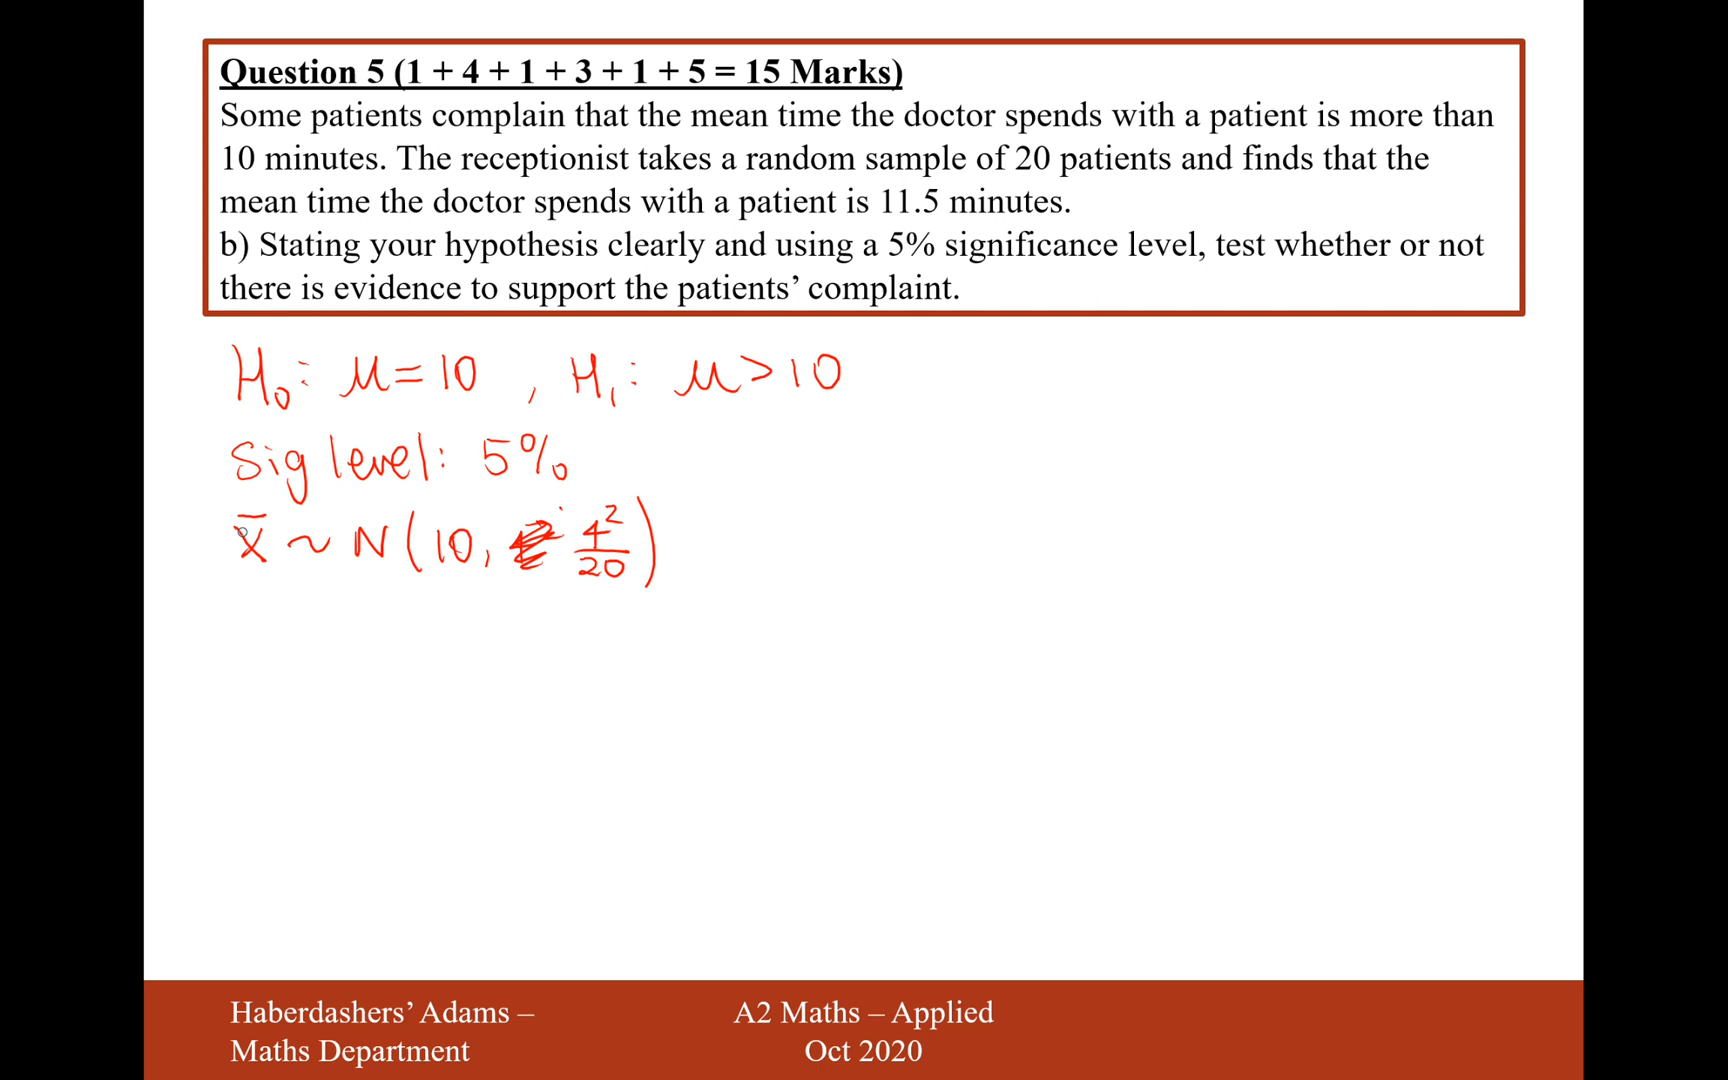 Question 5 (1 + 4 + 1 + 3 + 1 + 5 = 15 Marks)
Some patients complain that the mean time the doctor spends with a patient is more than
10 minutes. The receptionist takes a random sample of 20 patients and finds that the
mean time the doctor spends with a patient is 11.5 minutes.
b) Stating your hypothesis clearly and using a 5% significance level, test whether or not
there is evidence to support the patients’ complaint.
H₀: μ = 10 , H₁: μ > 10
Sig level: 5%
X̄ ~ N(10, 4²/20)
Haberdashers’ Adams –
Maths Department
A2 Maths – Applied
Oct 2020